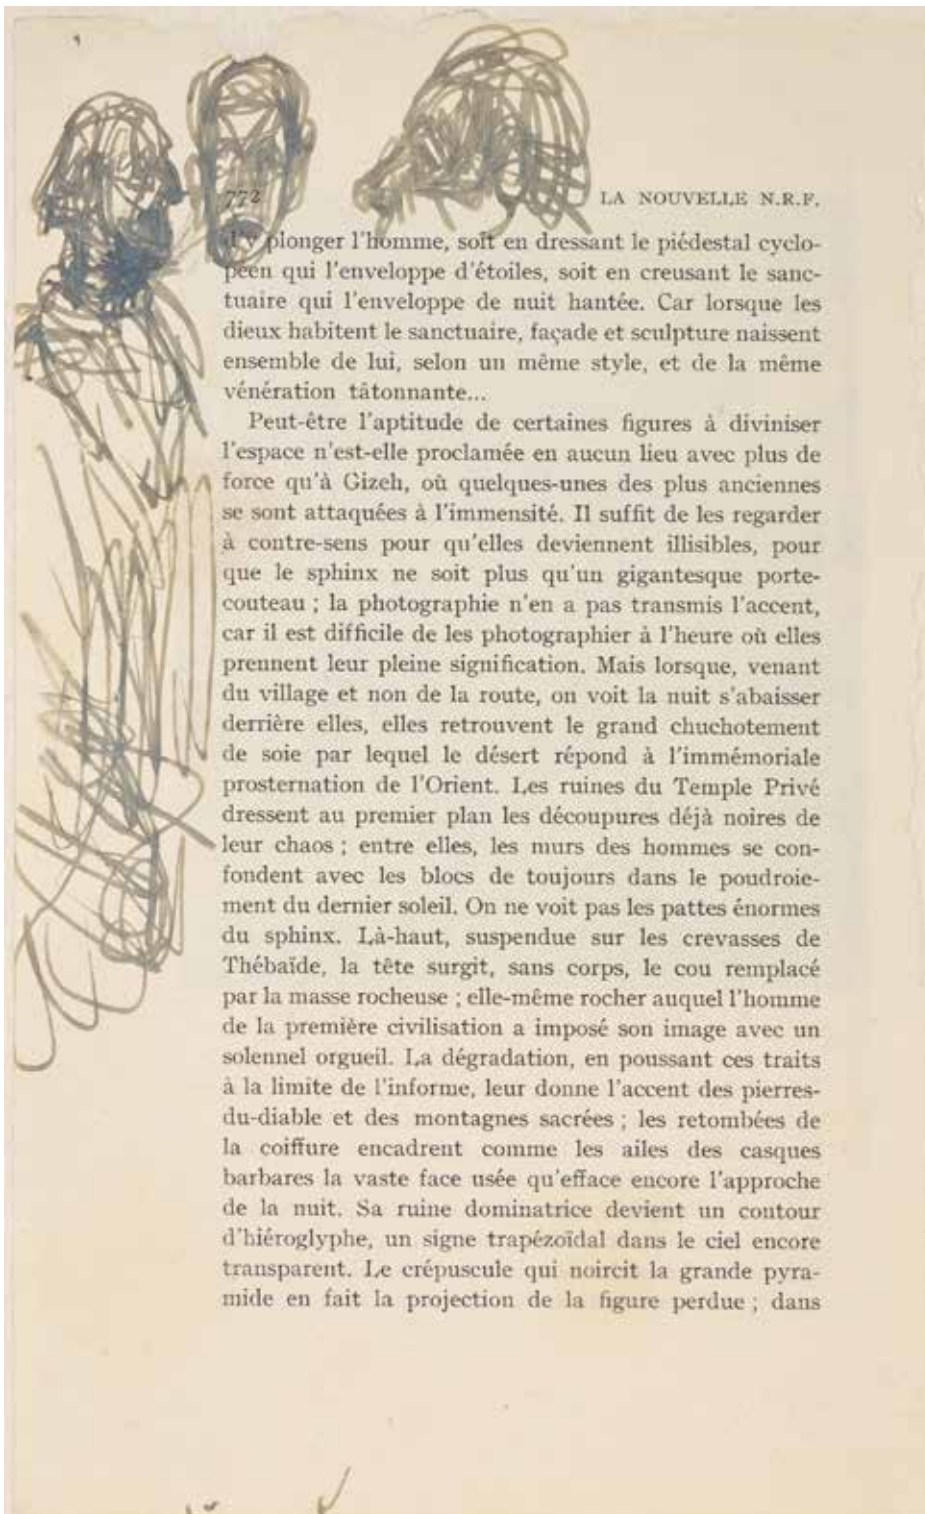 772
LA NOUVELLE N.R.F.
d'y plonger l'homme, soit en dressant le piédestal cyclo-
péen qui l'enveloppe d'étoiles, soit en creusant le sanc-
tuaire qui l'enveloppe de nuit hantée. Car lorsque les
dieux habitent le sanctuaire, façade et sculpture naissent
ensemble de lui, selon un même style, et de la même
vénération tâtonnante...
Peut-être l'aptitude de certaines figures à diviniser
l'espace n'est-elle proclamée en aucun lieu avec plus de
force qu'à Gizeh, où quelques-unes des plus anciennes
se sont attaquées à l'immensité. Il suffit de les regarder
à contre-sens pour qu'elles deviennent illisibles, pour
que le sphinx ne soit plus qu'un gigantesque porte-
couteau ; la photographie n'en a pas transmis l'accent,
car il est difficile de les photographier à l'heure où elles
prennent leur pleine signification. Mais lorsque, venant
du village et non de la route, on voit la nuit s'abaisser
derrière elles, elles retrouvent le grand chuchotement
de soie par lequel le désert répond à l'immémoriale
prosternation de l'Orient. Les ruines du Temple Privé
dressent au premier plan les découpures déjà noires de
leur chaos ; entre elles, les murs des hommes se con-
fondent avec les blocs de toujours dans le poudroie-
ment du dernier soleil. On ne voit pas les pattes énormes
du sphinx. Là-haut, suspendue sur les crevasses de
Thébaïde, la tête surgit, sans corps, le cou remplacé
par la masse rocheuse ; elle-même rocher auquel l'homme
de la première civilisation a imposé son image avec un
solennel orgueil. La dégradation, en poussant ces traits
à la limite de l'informe, leur donne l'accent des pierres-
du-diable et des montagnes sacrées ; les retombées de
la coiffure encadrent comme les ailes des casques
barbares la vaste face usée qu'efface encore l'approche
de la nuit. Sa ruine dominatrice devient un contour
d'hiéroglyphe, un signe trapézoïdal dans le ciel encore
transparent. Le crépuscule qui noircit la grande pyra-
mide en fait la projection de la figure perdue ; dans